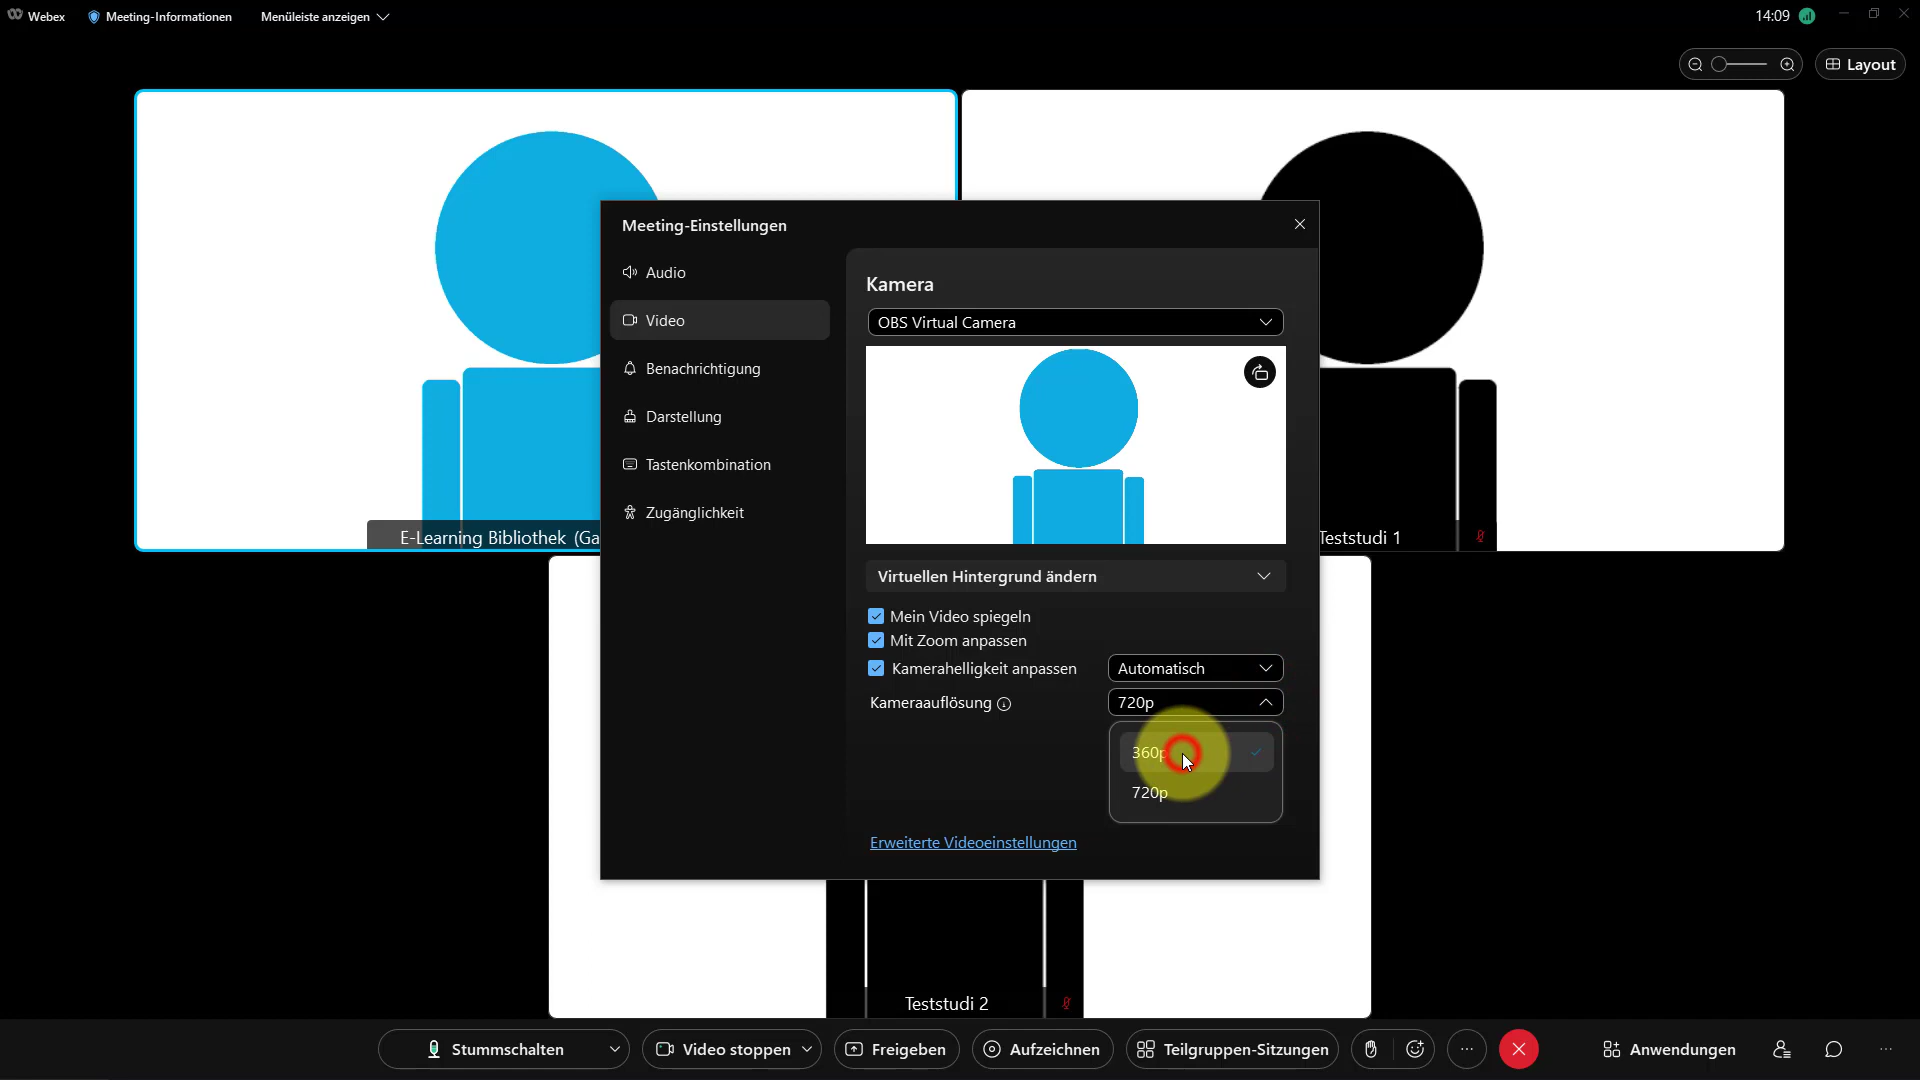 Webex
Meeting-Informationen
Menüleiste anzeigen
14:09
Layout
Meeting-Einstellungen
Audio
Video
Benachrichtigung
Darstellung
Tastenkombination
Zugänglichkeit
Kamera
OBS Virtual Camera
Virtuellen Hintergrund ändern
Mein Video spiegeln
Mit Zoom anpassen
Kamerahelligkeit anpassen
Automatisch
Kameraauflösung
720p
360p
720p
Erweiterte Videoeinstellungen
E-Learning Bibliothek (Ga
Teststudi 1
Teststudi 2
Stummschalten
Video stoppen
Freigeben
Aufzeichnen
Teilgruppen-Sitzungen
Anwendungen